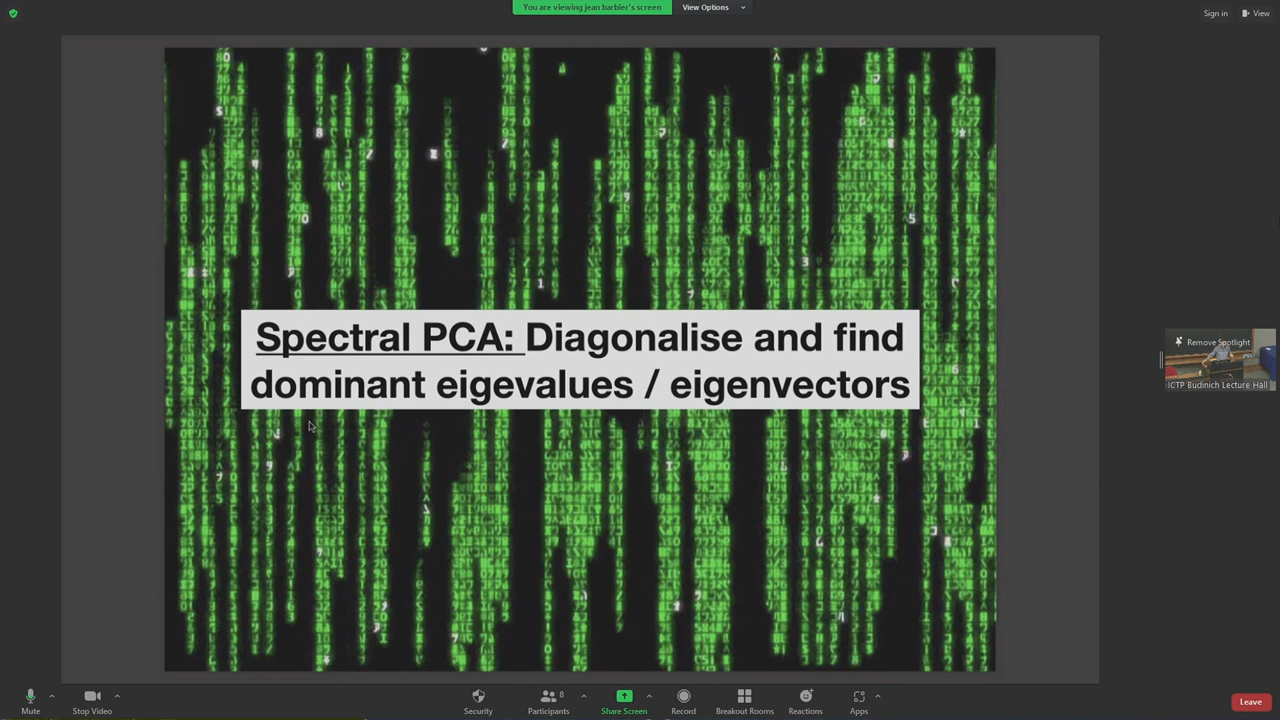 You are viewing jean barbier's screen
View Options
Sign in
View
Spectral PCA: Diagonalise and find
dominant eigevalues / eigenvectors
Remove Spotlight
ICTP Budinich Lecture Hall
Mute
Stop Video
Security
Participants
8
Share Screen
Record
Breakout Rooms
Reactions
Apps
Leave